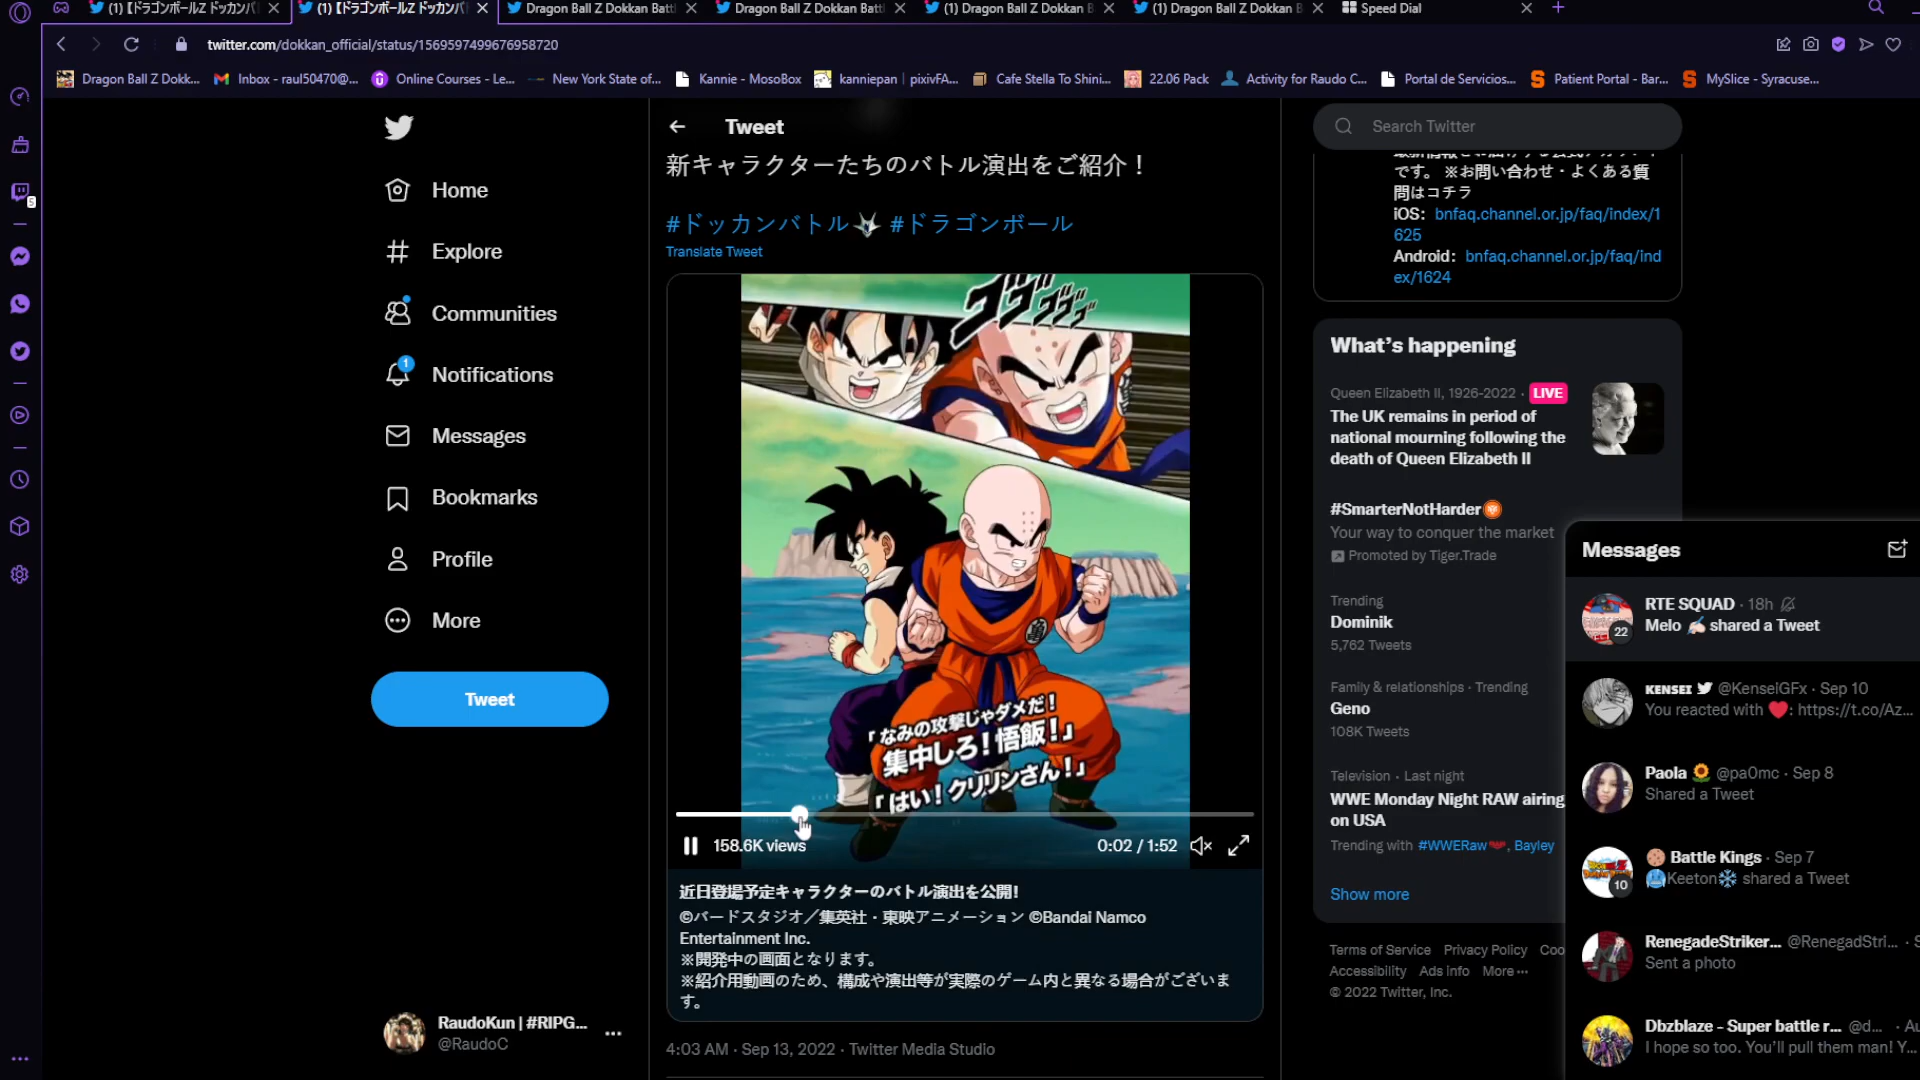 (1)【ドラゴンボールZ ドッカンバ
(1)【ドラゴンボールZ ドッカンバ
Dragon Ball Z Dokkan Battl
Dragon Ball Z Dokkan Battl
(1) Dragon Ball Z Dokkan B
(1) Dragon Ball Z Dokkan B
Speed Dial
twitter.com/dokkan_official/status/1569597499676958720
Dragon Ball Z Dokk...
Inbox - raul50470@...
Online Courses - Le...
New York State of...
Kannie - MosoBox
kanniepan | pixivFA...
Cafe Stella To Shini...
22.06 Pack
Activity for Raudo C...
Portal de Servicios...
Patient Portal - Bar...
MySlice - Syracuse...
5
Home
Explore
Communities
1
Notifications
Messages
Bookmarks
Profile
More
Tweet
RaudoKun | #RIPG...
@RaudoC
Tweet
新キャラクターたちのバトル演出をご紹介！
#ドッカンバトル #ドラゴンボール
Translate Tweet
「なみの攻撃じゃダメだ！
集中しろ！悟飯！」
「はい！クリリンさん！」
158.6K views
0:02 / 1:52
近日登場予定キャラクターのバトル演出を公開!
©バードスタジオ／集英社・東映アニメーション ©Bandai Namco
Entertainment Inc.
※開発中の画面となります。
※紹介用動画のため、構成や演出等が実際のゲーム内と異なる場合がございま
す。
4:03 AM · Sep 13, 2022 · Twitter Media Studio
Search Twitter
です。 ※お問い合わせ・よくある質
問はコチラ
iOS： bnfaq.channel.or.jp/faq/index/1
625
Android： bnfaq.channel.or.jp/faq/ind
ex/1624
What's happening
Queen Elizabeth II, 1926-2022 · LIVE
The UK remains in period of
national mourning following the
death of Queen Elizabeth II
#SmarterNotHarder
Your way to conquer the market
Promoted by Tiger.Trade
Trending
Dominik
5,762 Tweets
Family & relationships · Trending
Geno
108K Tweets
Television · Last night
WWE Monday Night RAW airing
on USA
Trending with #WWERaw, Bayley
Show more
Terms of Service Privacy Policy Coo
Accessibility Ads info More ···
© 2022 Twitter, Inc.
Messages
RTE SQUAD · 18h
22
Melo ✍🏻 shared a Tweet
KENSEI @KenseIGFx · Sep 10
You reacted with ❤️: https://t.co/Az...
Paola 🌻 @pa0mc · Sep 8
Shared a Tweet
🍪 Battle Kings · Sep 7
10
🥶Keeton❄️ shared a Tweet
RenegadeStriker... @RenegadStri... · S
Sent a photo
Dbzblaze - Super battle r... @d... · Au
I hope so too. You'll pull them man! Y...